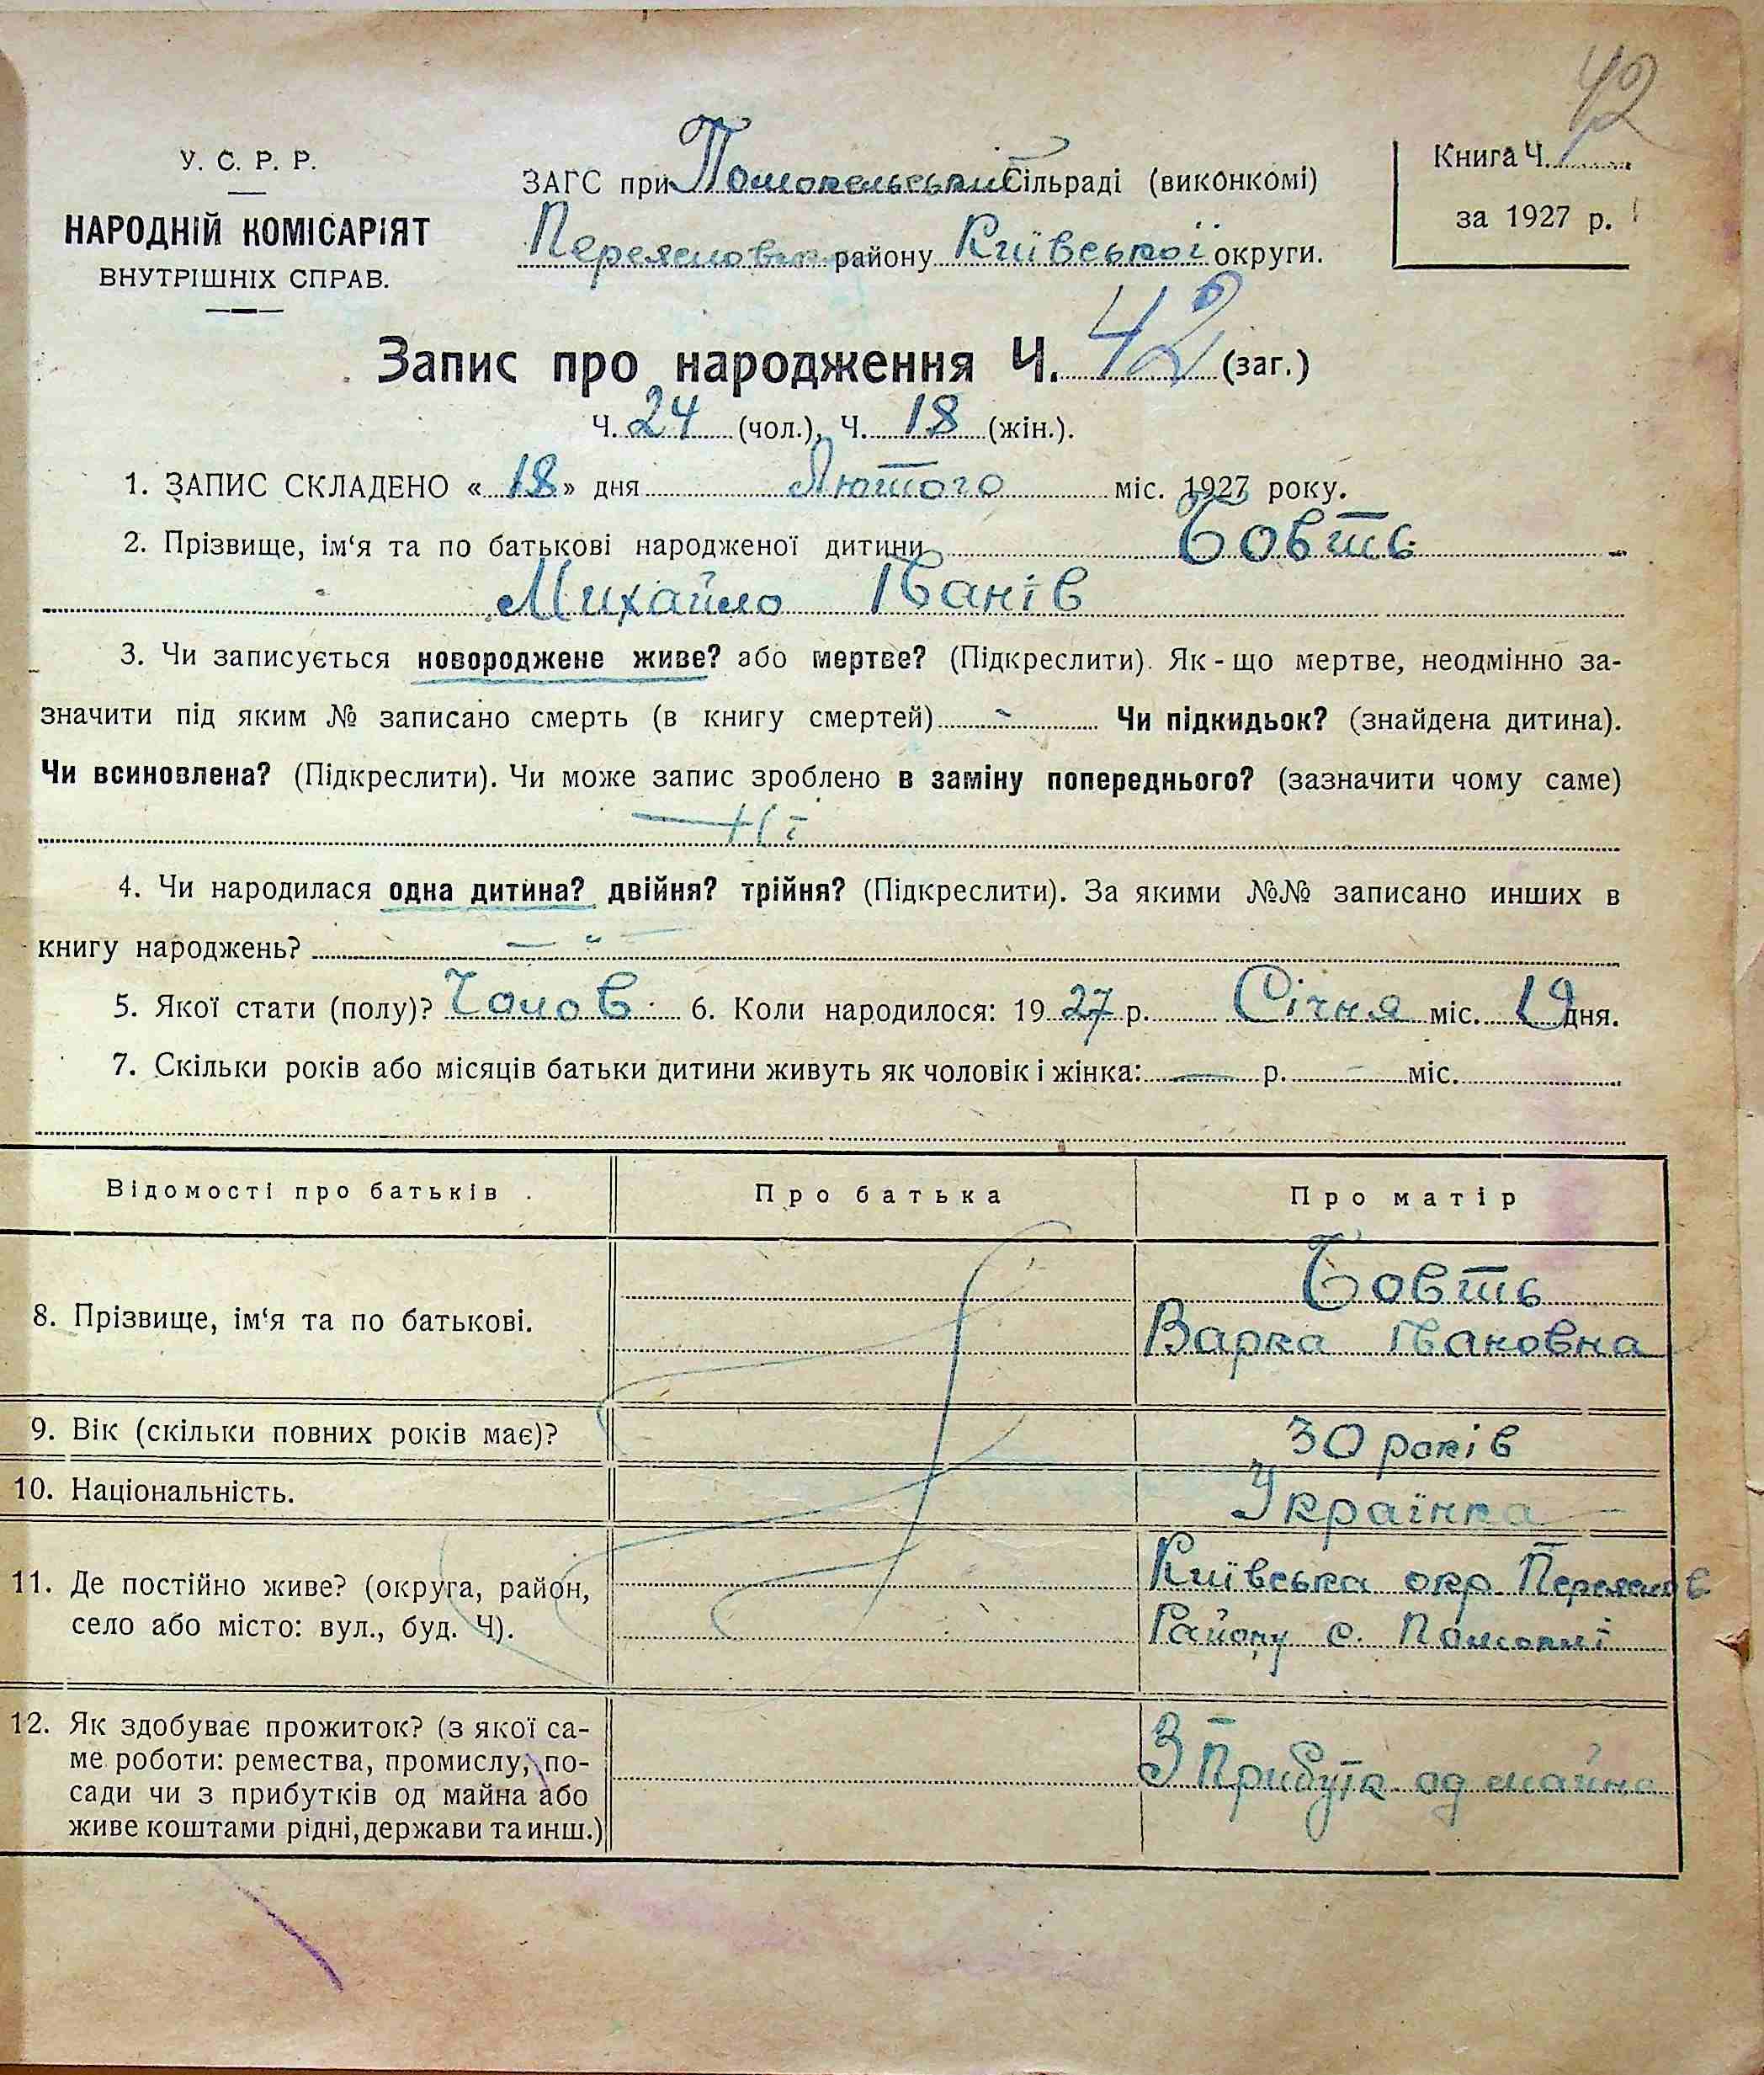 42
У. С. Р. Р.
НАРОДНІЙ КОМІСАРІЯТ
ВНУТРІШНІХ СПРАВ.
ЗАГС при Помокельський сільраді (виконкомі)
Переяслов району Київської округи.
Книга Ч.
за 1927 р.
Запис про народження Ч. 42 (заг.)
Ч. 24 (чол.), Ч. 18 (жін.).
1. ЗАПИС СКЛАДЕНО «18» дня Лютого міс. 1927 року.
2. Прізвище, ім‘я та по батькові народженої дитини Бовть
Михайло Іванів
3. Чи записується новороджене живе? або мертве? (Підкреслити). Як-що мертве, неодмінно за-
значити під яким № записано смерть (в книгу смертей) - Чи підкидьок? (знайдена дитина).
Чи всиновлена? (Підкреслити). Чи може запис зроблено в заміну попереднього? (зазначити чому саме)
— Ні
4. Чи народилася одна дитина? двійня? трійня? (Підкреслити). За якими №№ записано инших в
книгу народжень? — " —
5. Якої стати (полу)? Чолов. 6. Коли народилося: 1927 р. Січня міс. 19 дня.
7. Скільки років або місяців батьки дитини живуть як чоловік і жінка: — р. — міс.
Відомості про батьків
Про батька
Про матір
8. Прізвище, ім‘я та по батькові.
Бовть
Варка Івановна
9. Вік (скільки повних років має)?
30 років
10. Національність.
Українка
11. Де постійно живе? (округа, район,
село або місто: вул., буд. Ч).
Київська окр. Переяслов
Району с. Помоклі
12. Як здобуває прожиток? (з якої са-
ме роботи: ремества, промислу, по-
сади чи з прибутків од майна або
живе коштами рідні, держави та инш.)
З Прибутк од майна